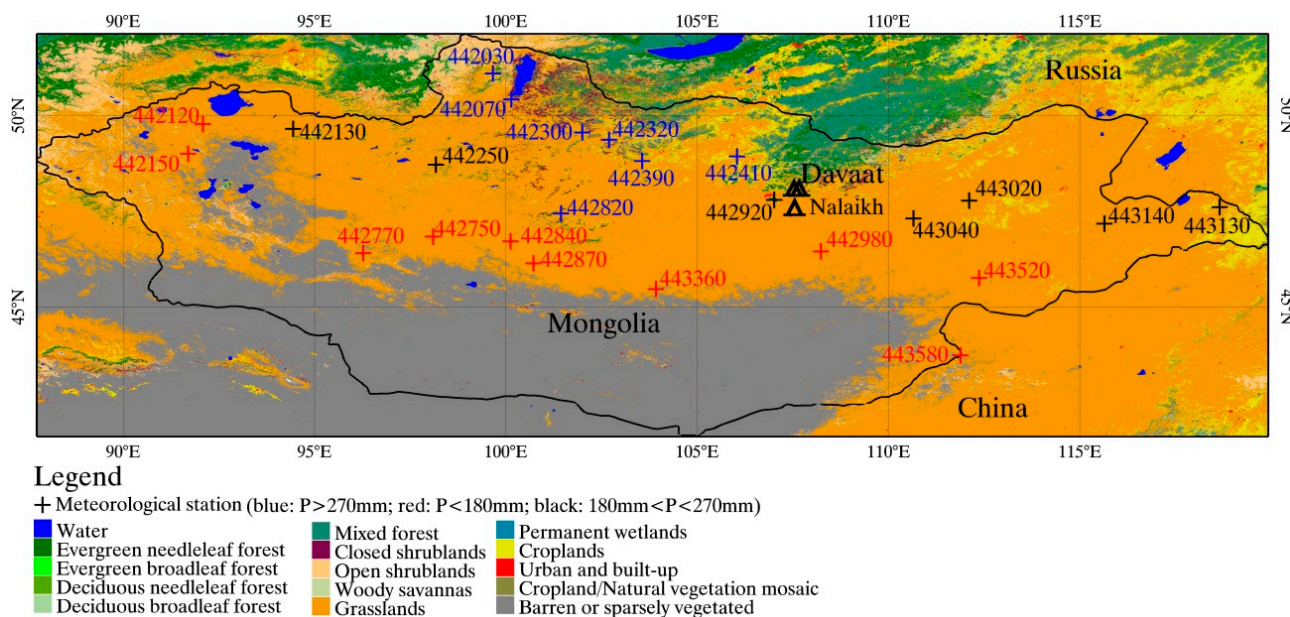 90°E 95°E 100°E 105°E 110°E 115°E
442030
Russia
50°N 50°N
442120
442070
442130
442300
442320
442150
442250
442390
442410
Davaat
442920
Nalaikh
443020
442820
443040
443140
443130
442770
442750
442840
442980
442870
443360
443520
45°N 45°N
Mongolia
443580
China
90°E 95°E 100°E 105°E 110°E 115°E
Legend
Meteorological station (blue: P>270mm; red: P<180mm; black: 180mm<P<270mm)
Water
Evergreen needleleaf forest
Evergreen broadleaf forest
Deciduous needleleaf forest
Deciduous broadleaf forest
Mixed forest
Closed shrublands
Open shrublands
Woody savannas
Grasslands
Permanent wetlands
Croplands
Urban and built-up
Cropland/Natural vegetation mosaic
Barren or sparsely vegetated